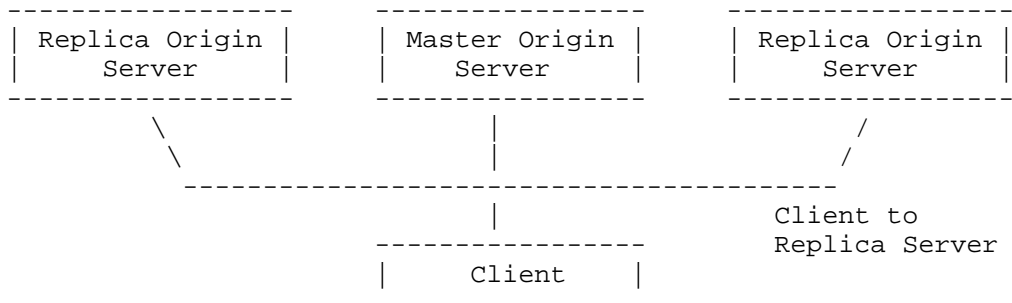 ------------------ ----------------- ------------------
| Replica Origin | | Master Origin | | Replica Origin |
| Server | | Server | | Server |
------------------ ----------------- ------------------
\ | /
\ | /
-----------------------------------------
| Client to
----------------- Replica Server
| Client |